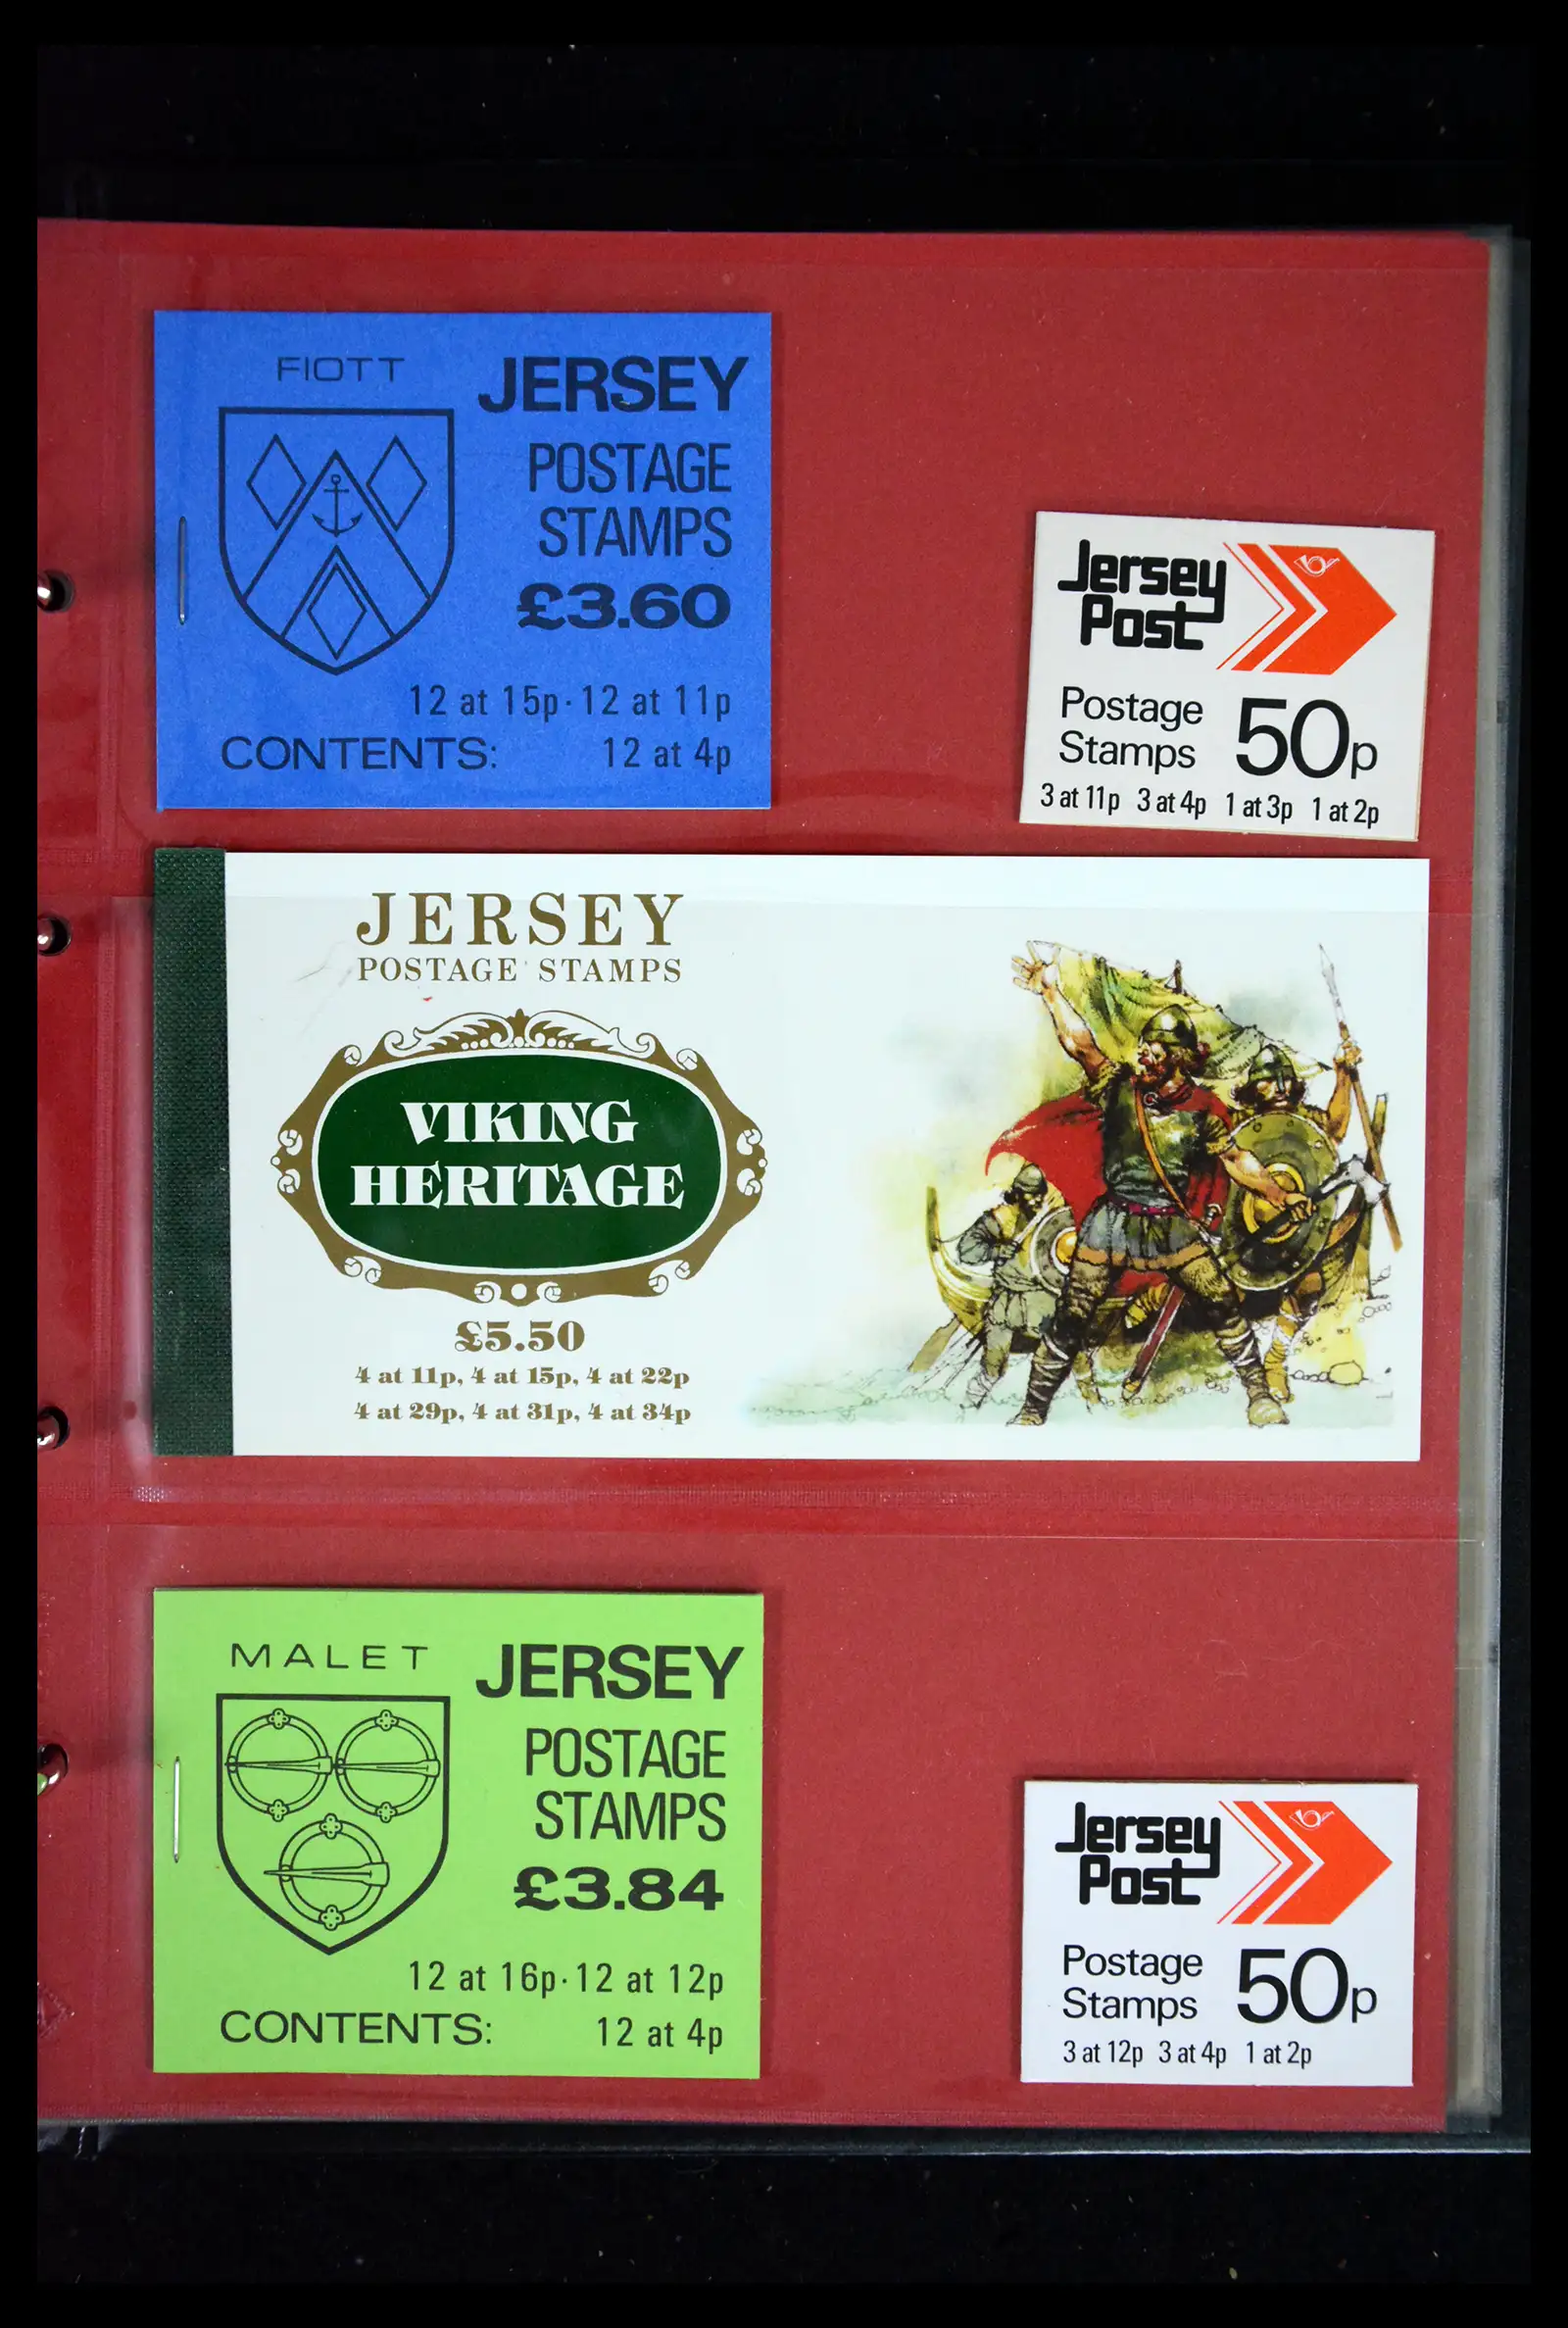 FIOTT
JERSEY
POSTAGE
STAMPS
£3.60
12 at 15p·12 at 11p
CONTENTS: 12 at 4p
Jersey
Post
Postage
Stamps 50p
3 at 11p 3 at 4p 1 at 3p 1 at 2p
JERSEY
POSTAGE STAMPS
VIKING
HERITAGE
£5.50
4 at 11p, 4 at 15p, 4 at 22p
4 at 29p, 4 at 31p, 4 at 34p
MALET
JERSEY
POSTAGE
STAMPS
£3.84
12 at 16p·12 at 12p
CONTENTS: 12 at 4p
Jersey
Post
Postage
Stamps 50p
3 at 12p 3 at 4p 1 at 2p